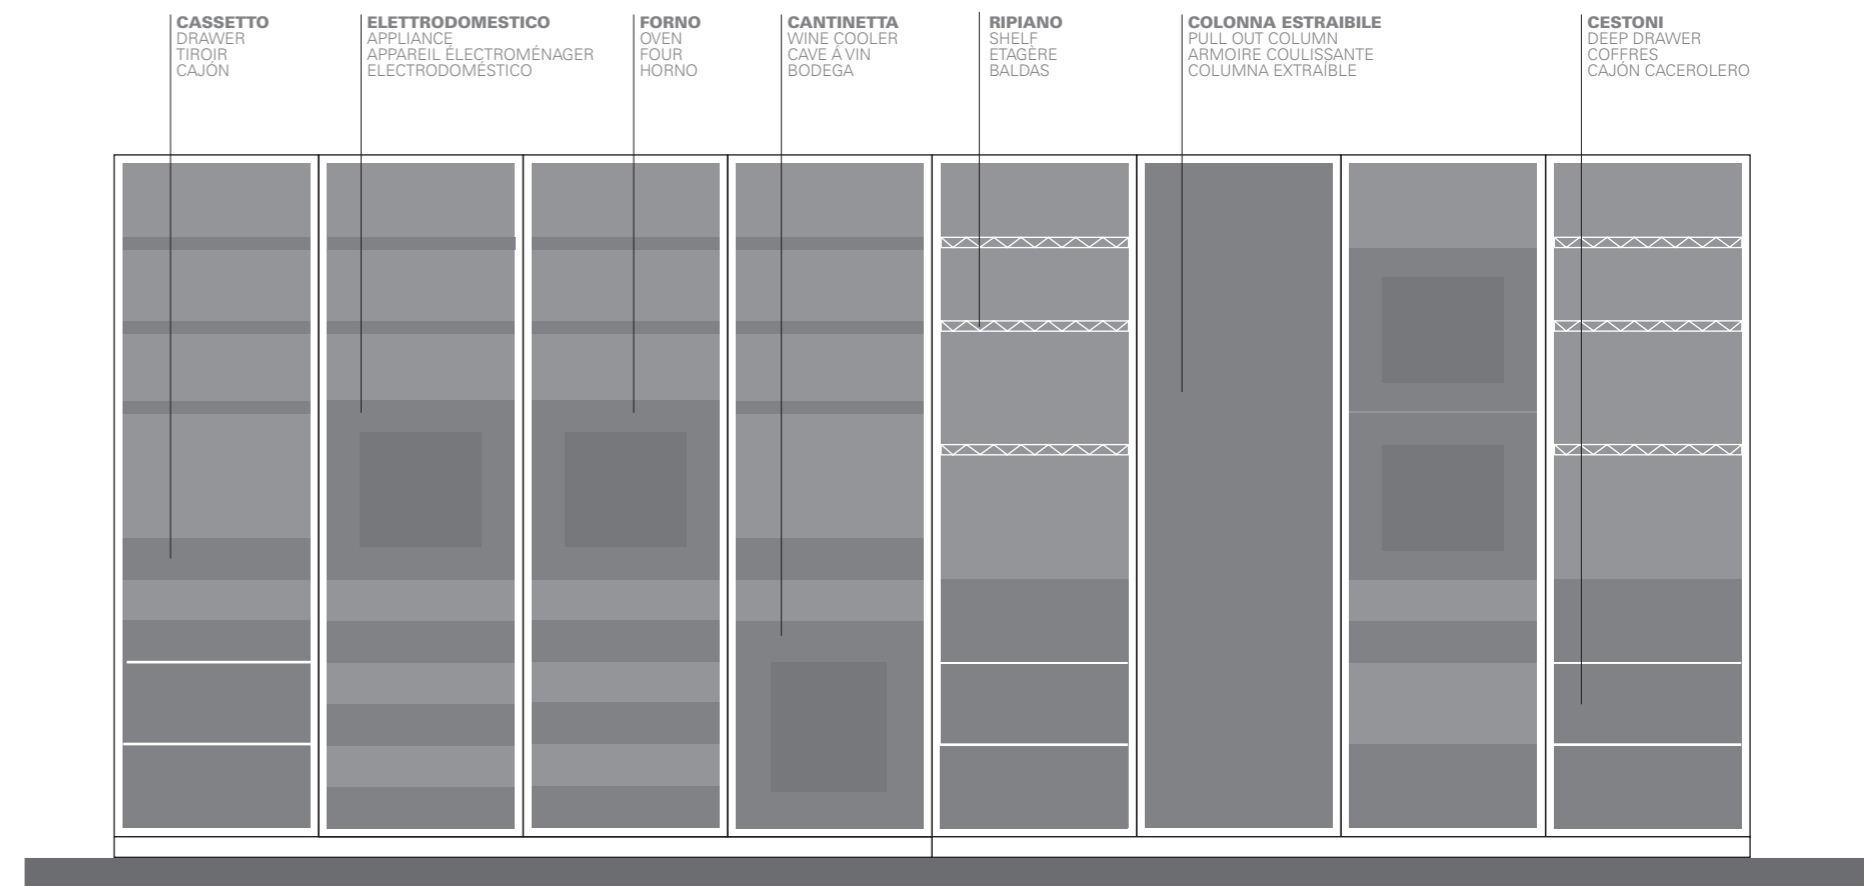 CASSETTO
DRAWER
TIROIR
CAJÓN
ELETTRODOMESTICO
APPLIANCE
APPAREIL ÉLECTROMÉNAGER
ELECTRODOMÉSTICO
FORNO
OVEN
FOUR
HORNO
CANTINETTA
WINE COOLER
CAVE Á VIN
BODEGA
RIPIANO
SHELF
ETAGÈRE
BALDAS
COLONNA ESTRAIBILE
PULL OUT COLUMN
ARMOIRE COULISSANTE
COLUMNA EXTRAÍBLE
CESTONI
DEEP DRAWER
COFFRES
CAJÓN CACEROLERO